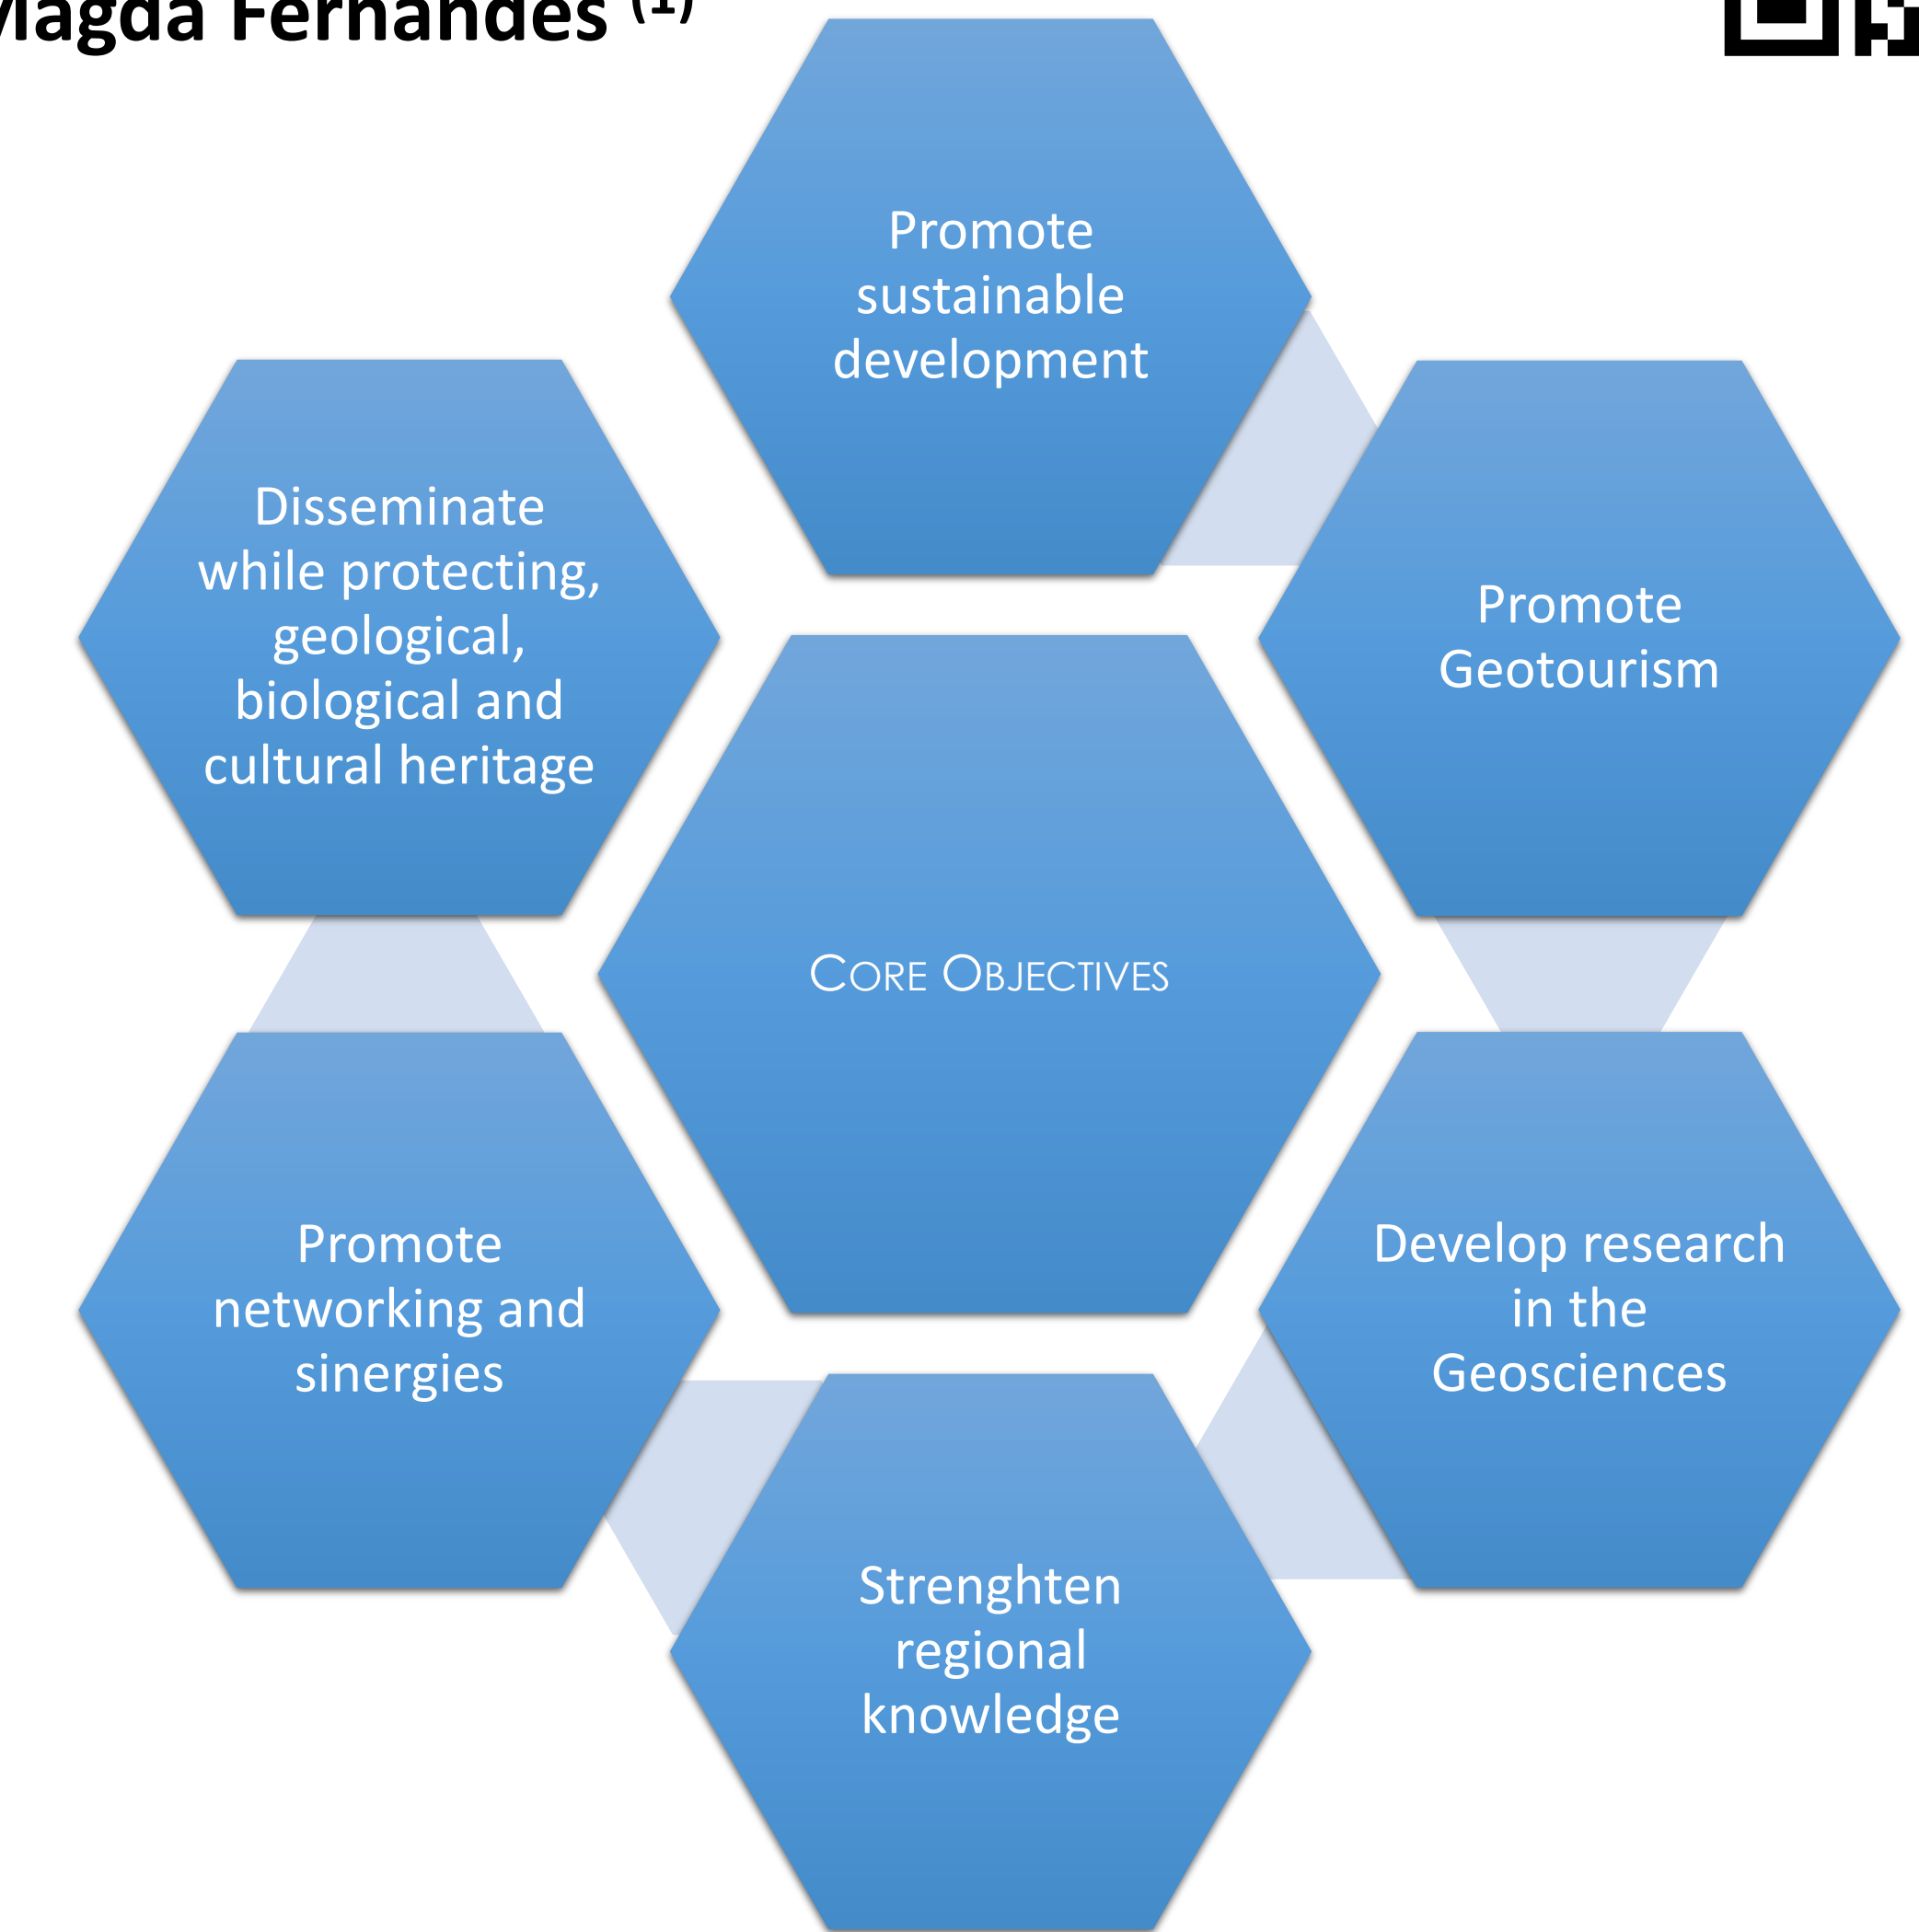 Magda Fernandes (1)
Promote
sustainable
development
Promote
Geotourism
Disseminate
while protecting,
geological,
biological and
cultural heritage
CORE OBJECTIVES
Promote
networking and
sinergies
Develop research
in the
Geosciences
Strenghten
regional
knowledge